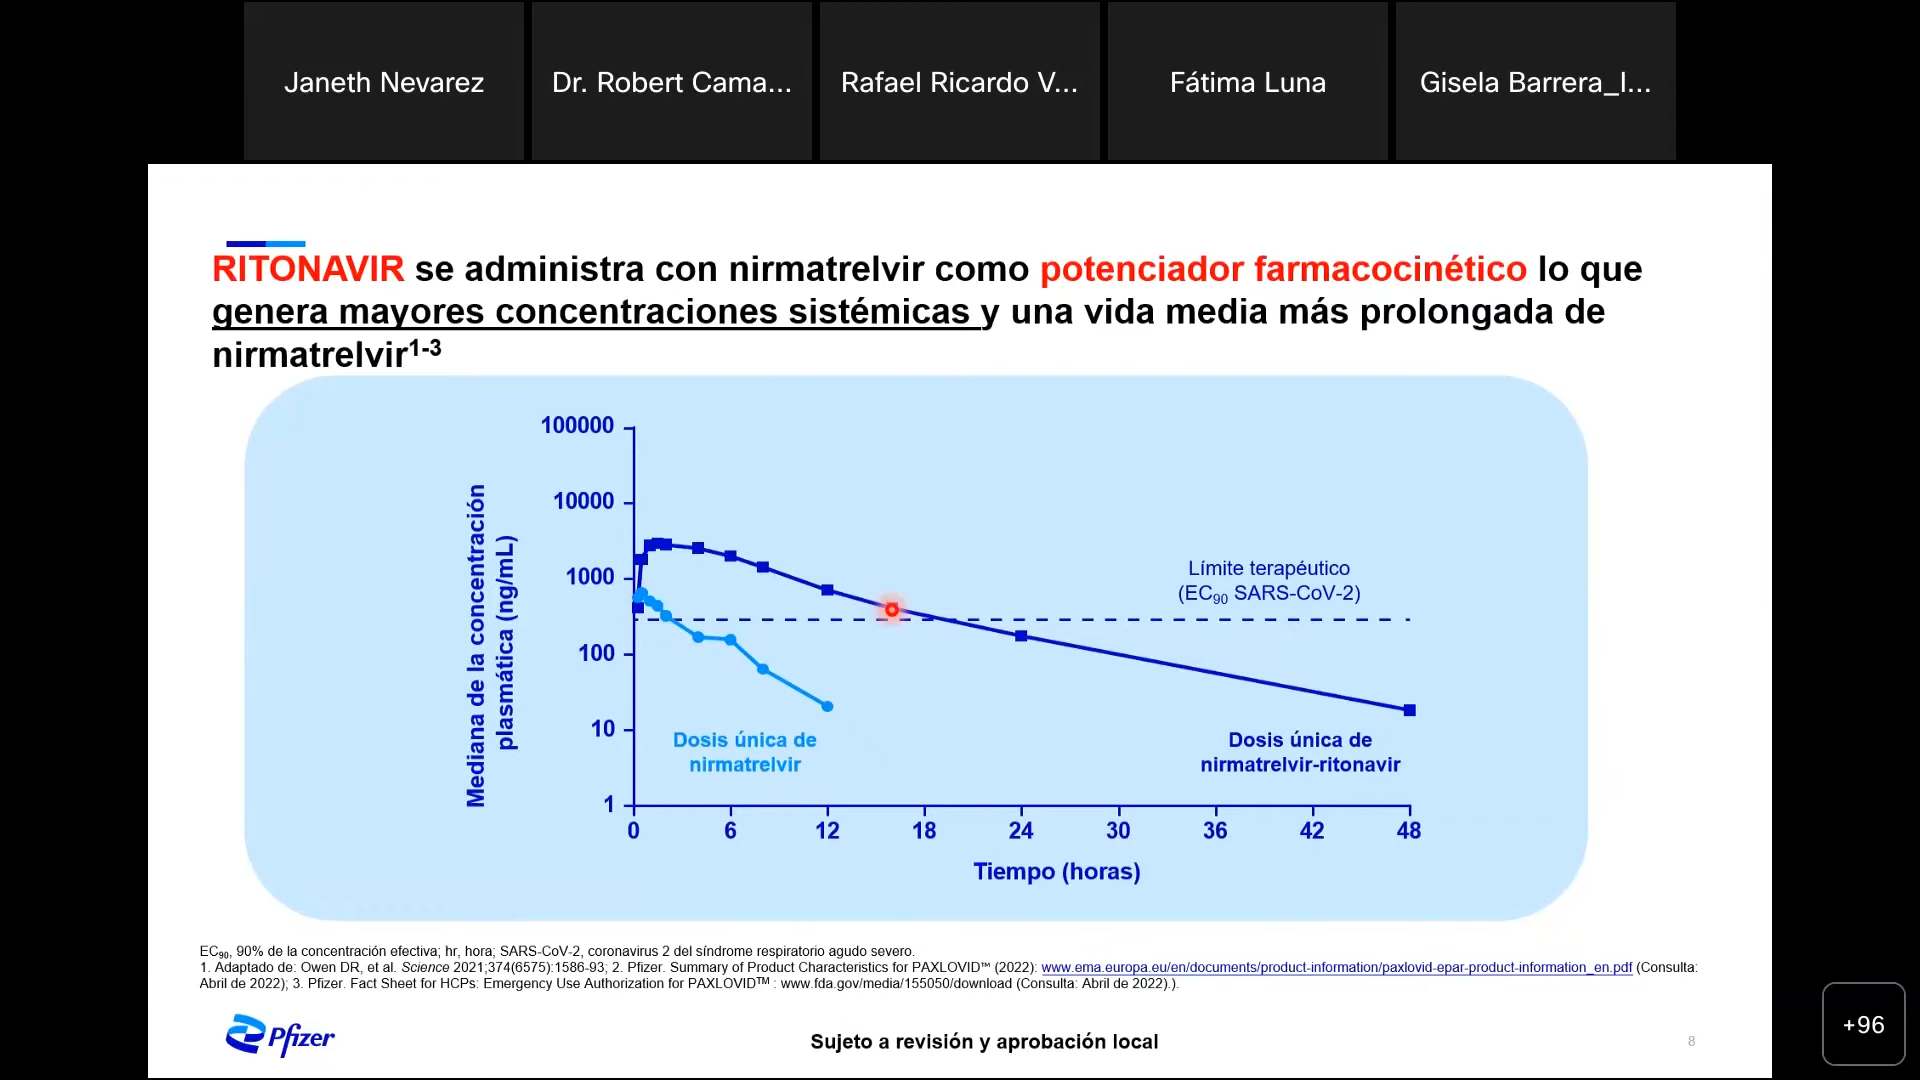 Janeth Nevarez
Dr. Robert Cama...
Rafael Ricardo V...
Fátima Luna
Gisela Barrera_I...
RITONAVIR se administra con nirmatrelvir como potenciador farmacocinético lo que
genera mayores concentraciones sistémicas y una vida media más prolongada de
nirmatrelvir1-3
Mediana de la concentración
plasmática (ng/mL)
100000
10000
1000
100
10
1
Límite terapéutico
(EC90 SARS-CoV-2)
Dosis única de
nirmatrelvir
Dosis única de
nirmatrelvir-ritonavir
0 6 12 18 24 30 36 42 48
Tiempo (horas)
EC90, 90% de la concentración efectiva; hr, hora; SARS-CoV-2, coronavirus 2 del síndrome respiratorio agudo severo.
1. Adaptado de: Owen DR, et al. Science 2021;374(6575):1586-93; 2. Pfizer. Summary of Product Characteristics for PAXLOVID™ (2022): www.ema.europa.eu/en/documents/product-information/paxlovid-epar-product-information_en.pdf (Consulta:
Abril de 2022); 3. Pfizer. Fact Sheet for HCPs: Emergency Use Authorization for PAXLOVID™ : www.fda.gov/media/155050/download (Consulta: Abril de 2022).).
Pfizer
Sujeto a revisión y aprobación local
8
+96